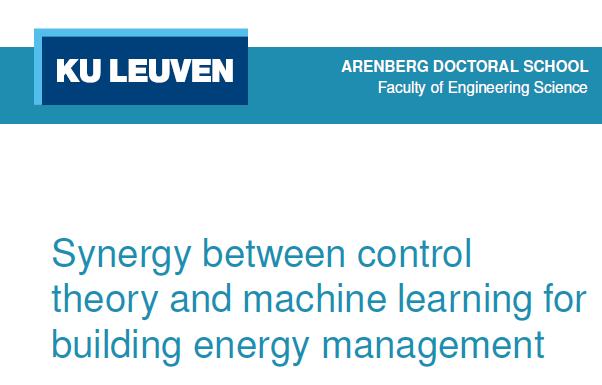 KU LEUVEN
ARENBERG DOCTORAL SCHOOL
Faculty of Engineering Science
Synergy between control
theory and machine learning for
building energy management